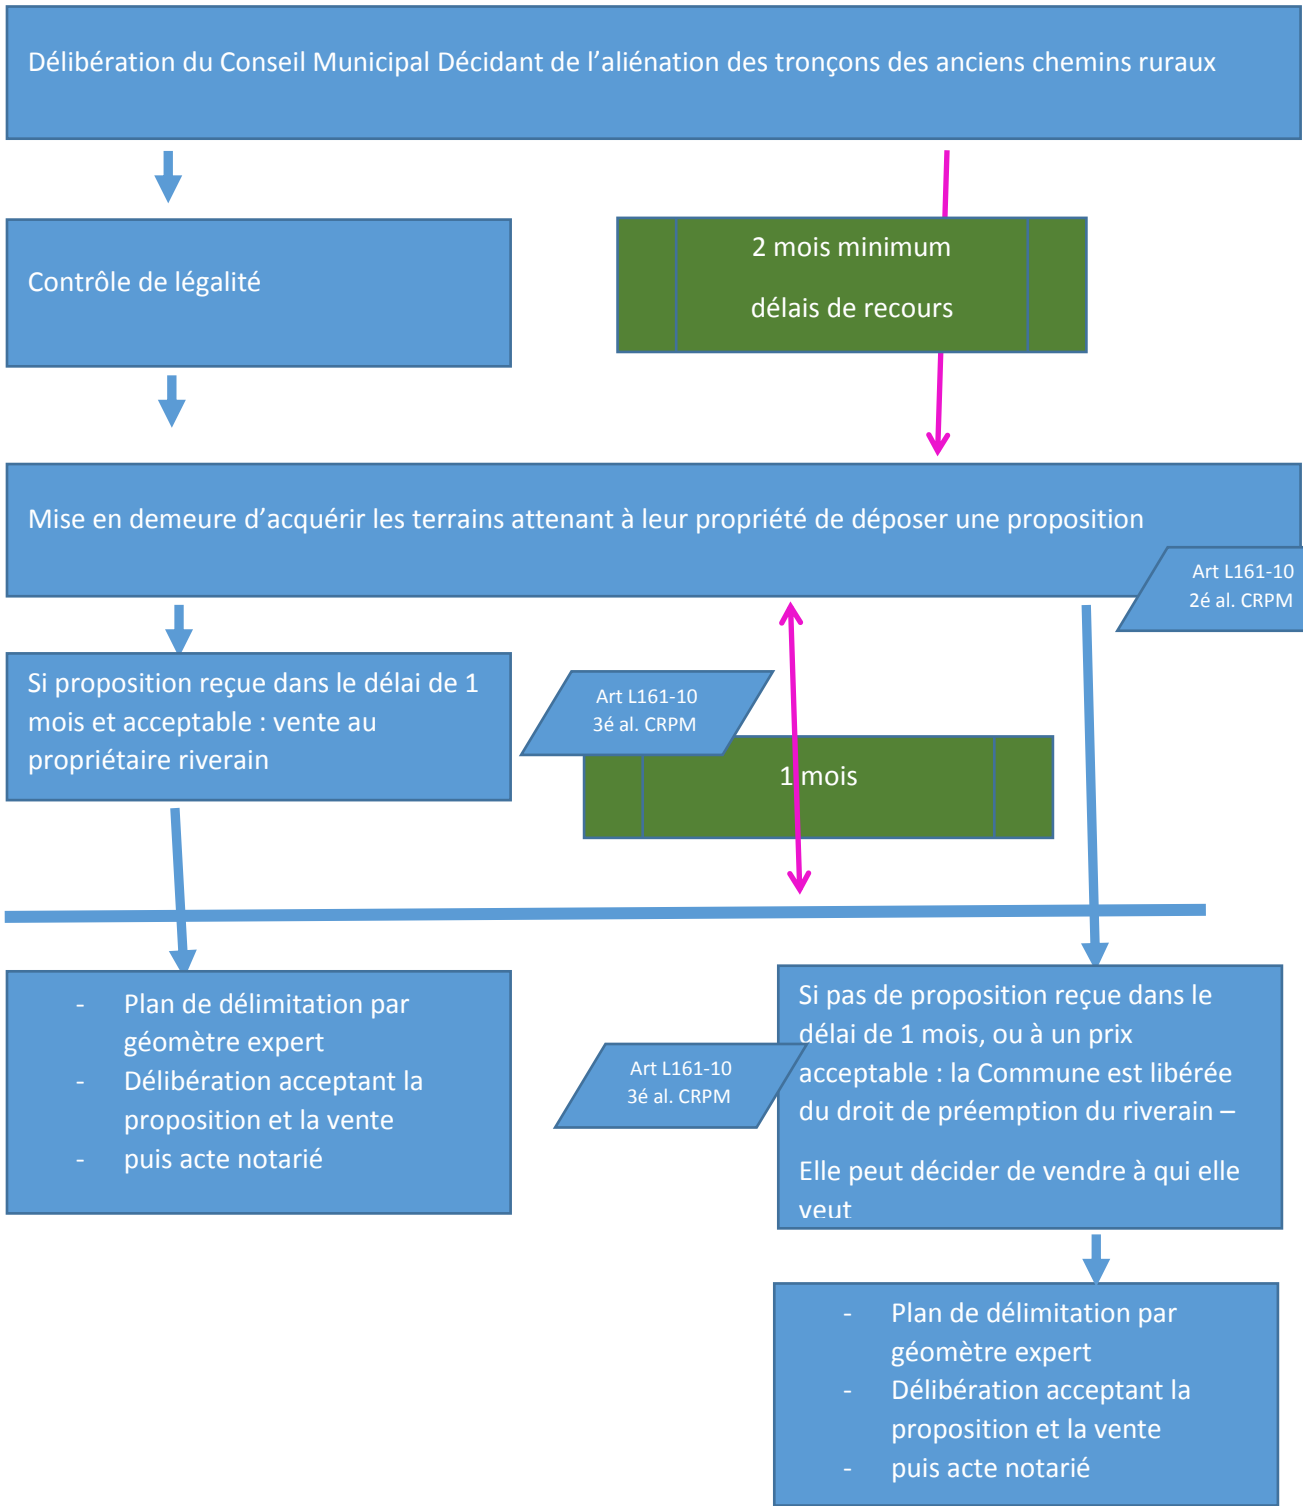 Délibération du Conseil Municipal Décidant de l’aliénation des tronçons des anciens chemins ruraux
Contrôle de légalité
2 mois minimum
délais de recours
Mise en demeure d’acquérir les terrains attenant à leur propriété de déposer une proposition
Art L161-10
2é al. CRPM
Si proposition reçue dans le délai de 1
mois et acceptable : vente au
propriétaire riverain
Art L161-10
3é al. CRPM
1 mois
- Plan de délimitation par
géomètre expert
- Délibération acceptant la
proposition et la vente
- puis acte notarié
Art L161-10
3é al. CRPM
Si pas de proposition reçue dans le
délai de 1 mois, ou à un prix
acceptable : la Commune est libérée
du droit de préemption du riverain –
Elle peut décider de vendre à qui elle
veut
- Plan de délimitation par
géomètre expert
- Délibération acceptant la
proposition et la vente
- puis acte notarié